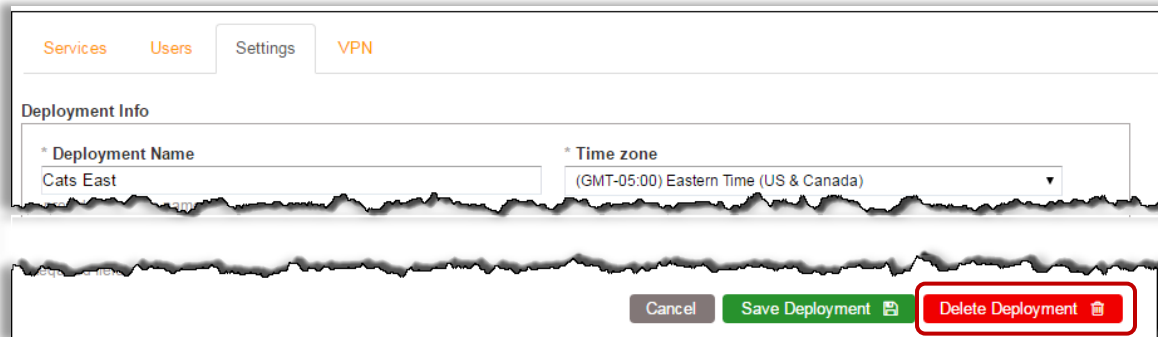 Services Users Settings VPN
Deployment Info
* Deployment Name * Time zone
Cats East (GMT-05:00) Eastern Time (US & Canada)
Cancel Save Deployment Delete Deployment